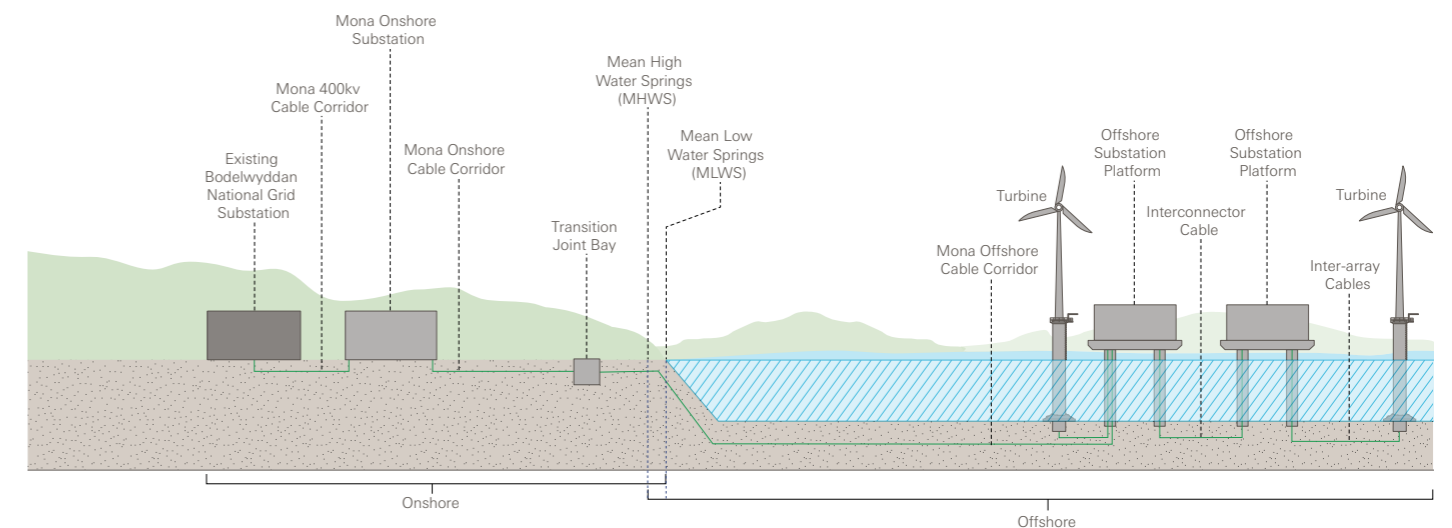 Mona Onshore
Substation
Mona 400kv
Cable Corridor
Existing
Bodelwyddan
National Grid
Substation
Mona Onshore
Cable Corridor
Transition
Joint Bay
Mean High
Water Springs
(MHWS)
Mean Low
Water Springs
(MLWS)
Mona Offshore
Cable Corridor
Turbine
Offshore
Substation
Platform
Interconnector
Cable
Offshore
Substation
Platform
Turbine
Inter-array
Cables
Onshore
Offshore